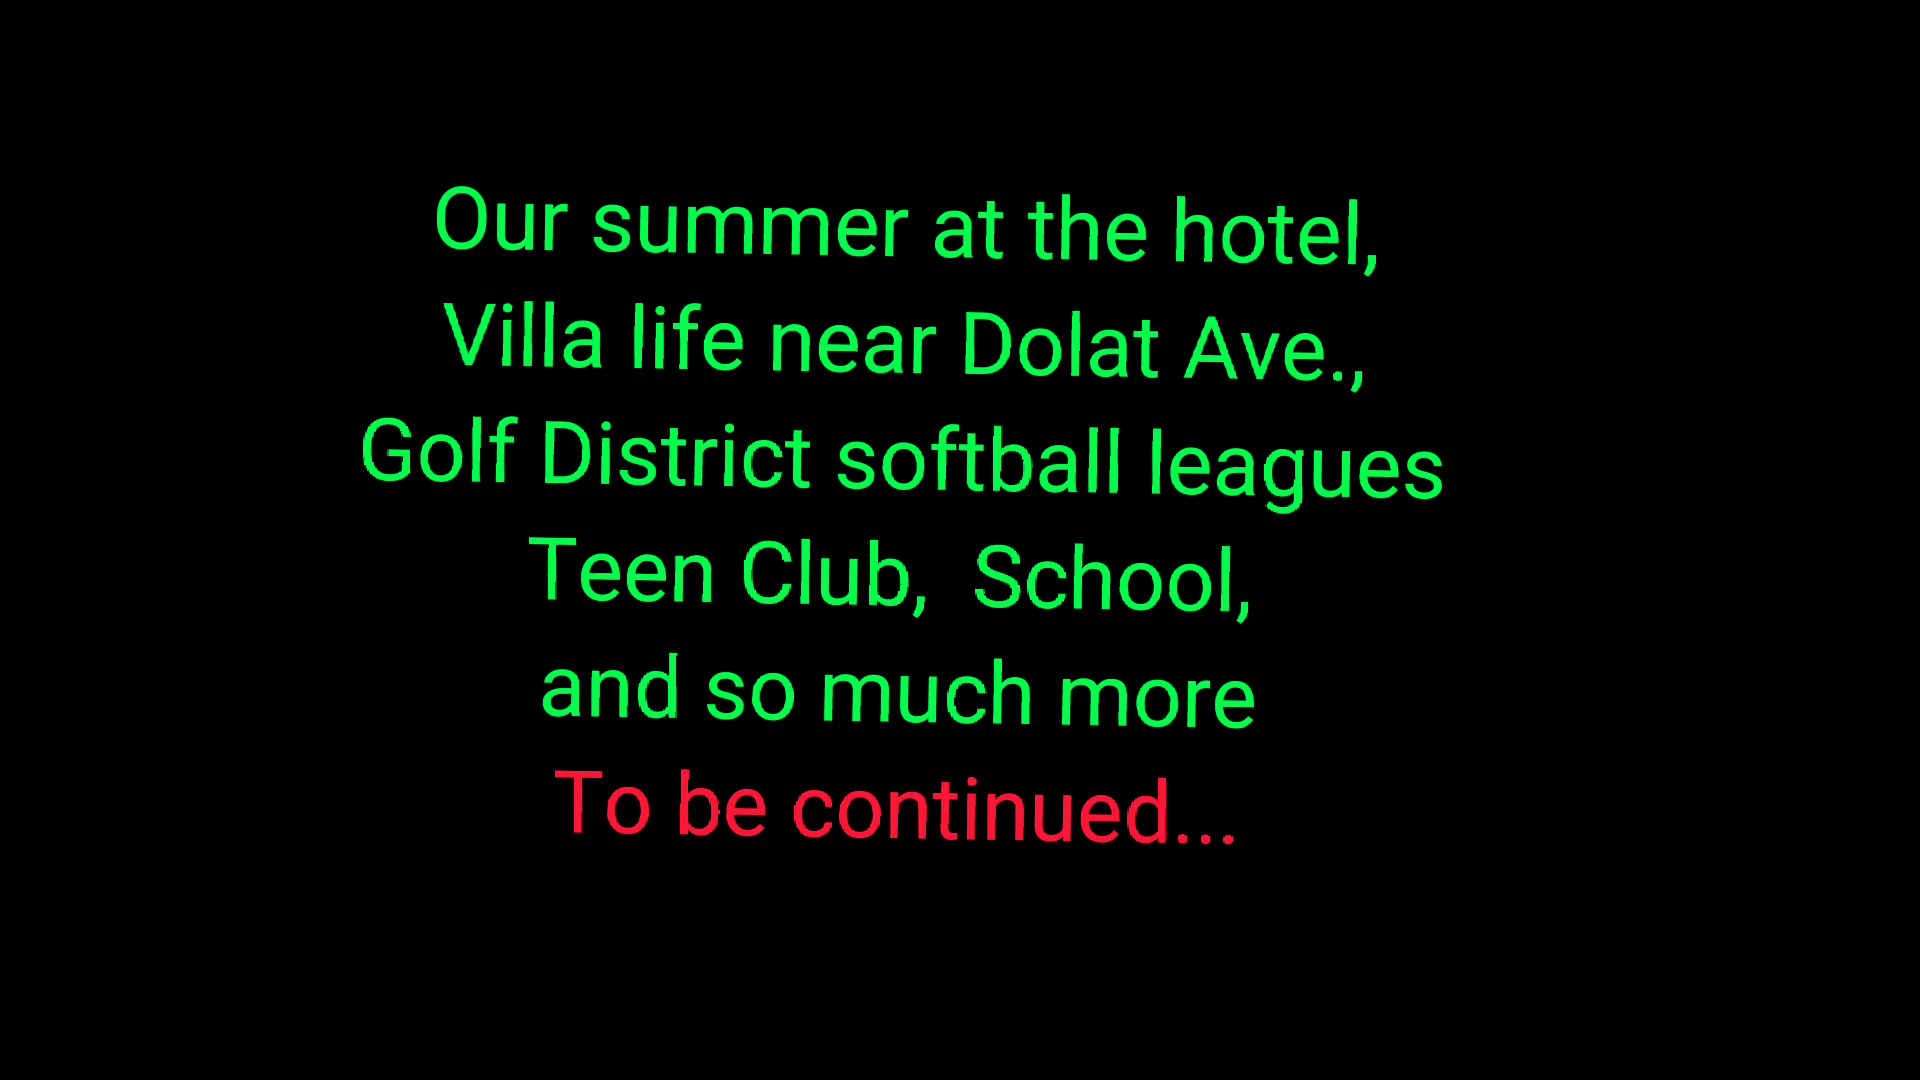 Our summer at the hotel,
Villa life near Dolat Ave.,
Golf District softball leagues
Teen Club,  School,
and so much more
To be continued...